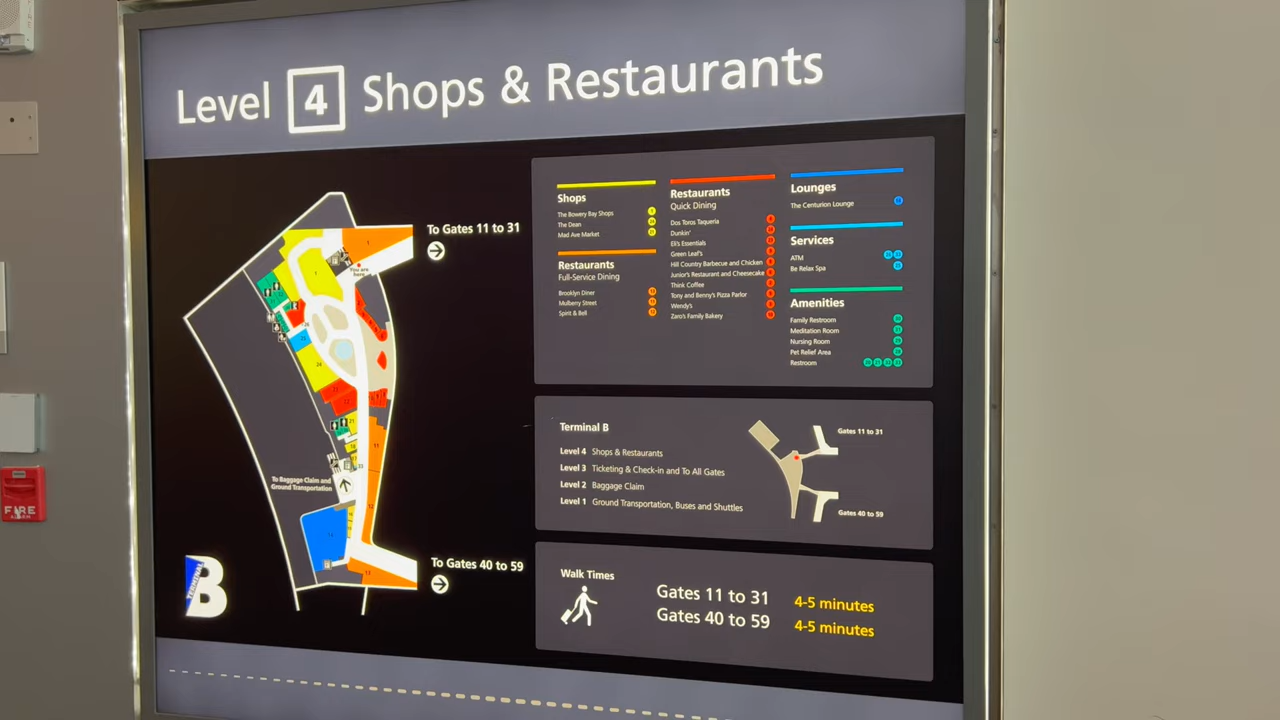 Level 4 Shops & Restaurants
To Gates 11 to 31
You are here
To Baggage Claim and
Ground Transportation
To Gates 40 to 59
TERMINAL
B
Shops
The Bowery Bay Shops
The Dean
Mad Ave Market
Restaurants
Full-Service Dining
Brooklyn Diner
Mulberry Street
Spirit & Bell
Restaurants
Quick Dining
Dos Toros Taqueria
Dunkin'
Eli's Essentials
Green Leaf's
Hill Country Barbecue and Chicken
Junior's Restaurant and Cheesecake
Think Coffee
Tony and Benny's Pizza Parlor
Wendy's
Zaro's Family Bakery
Lounges
The Centurion Lounge
Services
ATM
Be Relax Spa
Amenities
Family Restroom
Meditation Room
Nursing Room
Pet Relief Area
Restroom
Terminal B
Level 4 Shops & Restaurants
Level 3 Ticketing & Check-in and To All Gates
Level 2 Baggage Claim
Level 1 Ground Transportation, Buses and Shuttles
Gates 11 to 31
Gates 40 to 59
Walk Times
Gates 11 to 31 4-5 minutes
Gates 40 to 59 4-5 minutes
FIRE